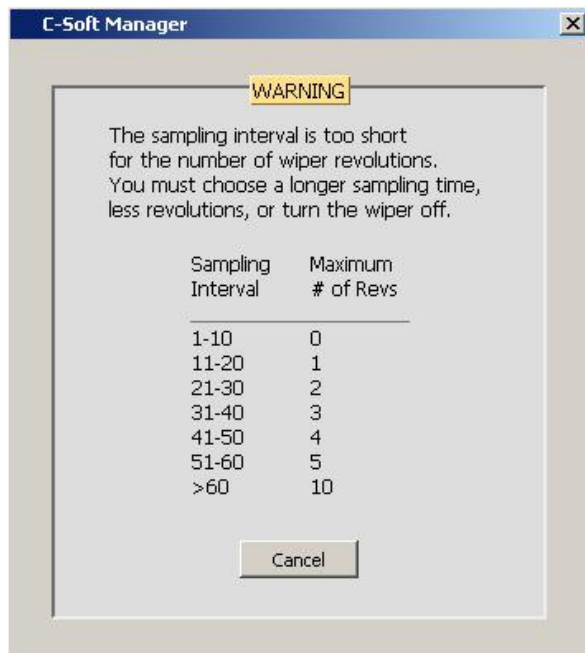 C-Soft Manager
WARNING
The sampling interval is too short
for the number of wiper revolutions.
You must choose a longer sampling time,
less revolutions, or turn the wiper off.
Sampling Maximum
Interval # of Revs
1-10 0
11-20 1
21-30 2
31-40 3
41-50 4
51-60 5
>60 10
Cancel